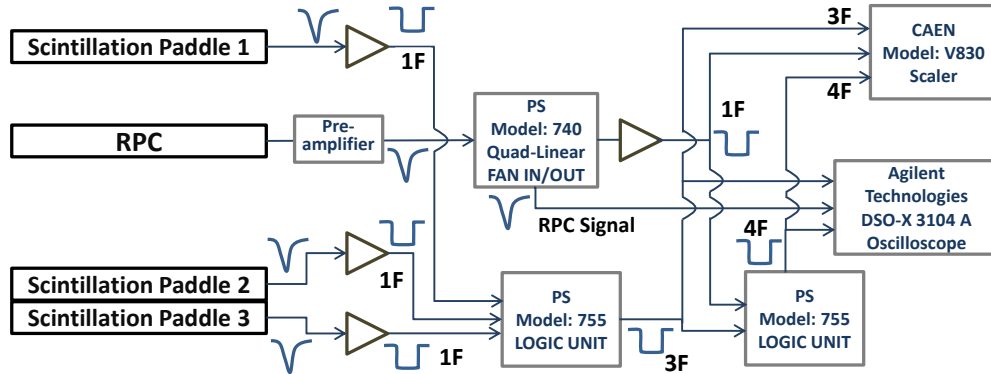 Scintillation Paddle 1
1F
3F
CAEN
Model: V830
Scaler
4F
RPC
Pre-
amplifier
PS
Model: 740
Quad-Linear
FAN IN/OUT
1F
RPC Signal
Agilent
Technologies
DSO-X 3104 A
Oscilloscope
4F
Scintillation Paddle 2
1F
Scintillation Paddle 3
1F
PS
Model: 755
LOGIC UNIT
3F
PS
Model: 755
LOGIC UNIT